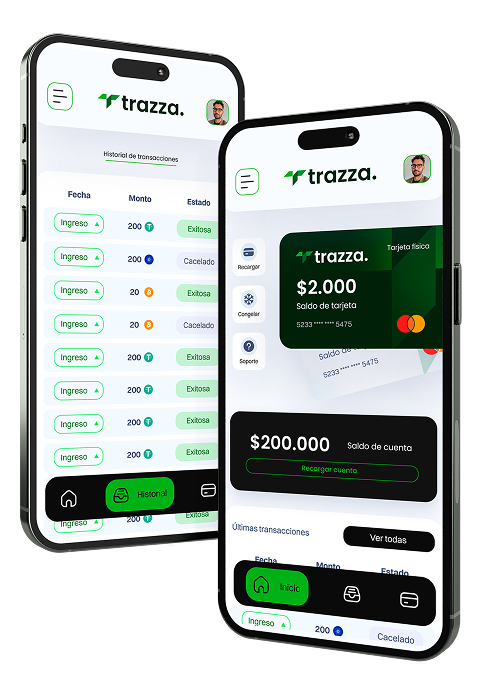 trazza.
Historial de transacciones
Fecha Monto Estado
Ingreso 200 Exitosa
Ingreso 200 Cacelado
Ingreso 20 Exitosa
Ingreso 20 Cacelado
Ingreso 200 Exitosa
Ingreso 200 Exitosa
Ingreso 200 Exitosa
Ingreso 200 Exitosa
Historial
Ingreso 200 Exitosa
trazza.
Recargar
Congelar
Soporte
trazza. Tarjeta físico
$2.000
Saldo de tarjeta
5233 **** **** 5475
Saldo de
5233 **** **** 5475
$200.000 Saldo de cuenta
Recargar cuenta
Últimas transacciones Ver todas
Fecha Monto Estado
Inicio
Ingreso 200 Cacelado